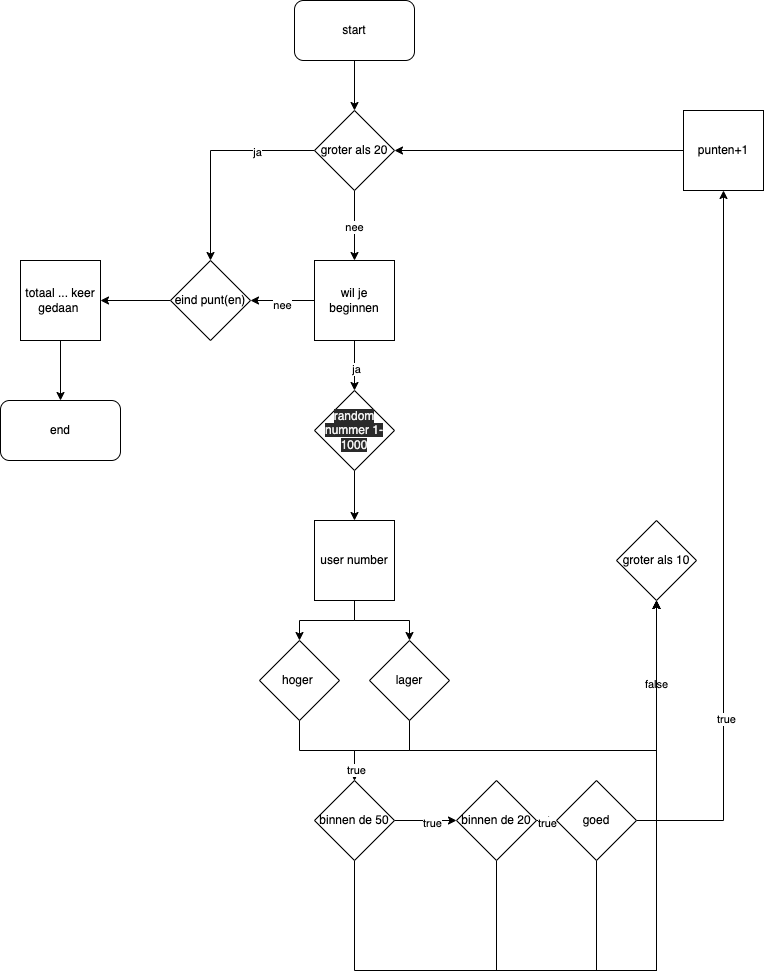 start
groter als 20
punten+1
ja
nee
totaal ... keer
gedaan
eind punt(en)
nee
wil je
beginnen
ja
end
random
nummer 1-
1000
user number
groter als 10
hoger
lager
false
true
true
binnen de 50
true
binnen de 20
true
goed